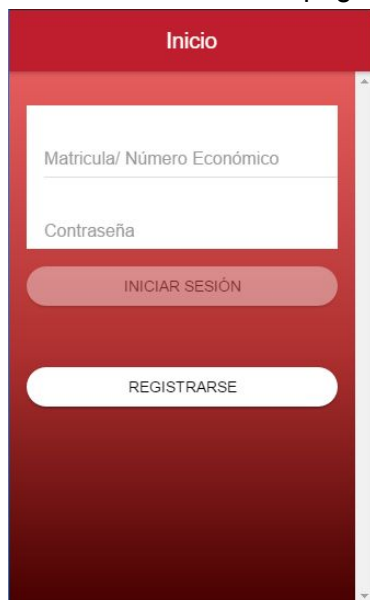 Inicio
Matricula/ Número Económico
Contraseña
INICIAR SESIÓN
REGISTRARSE